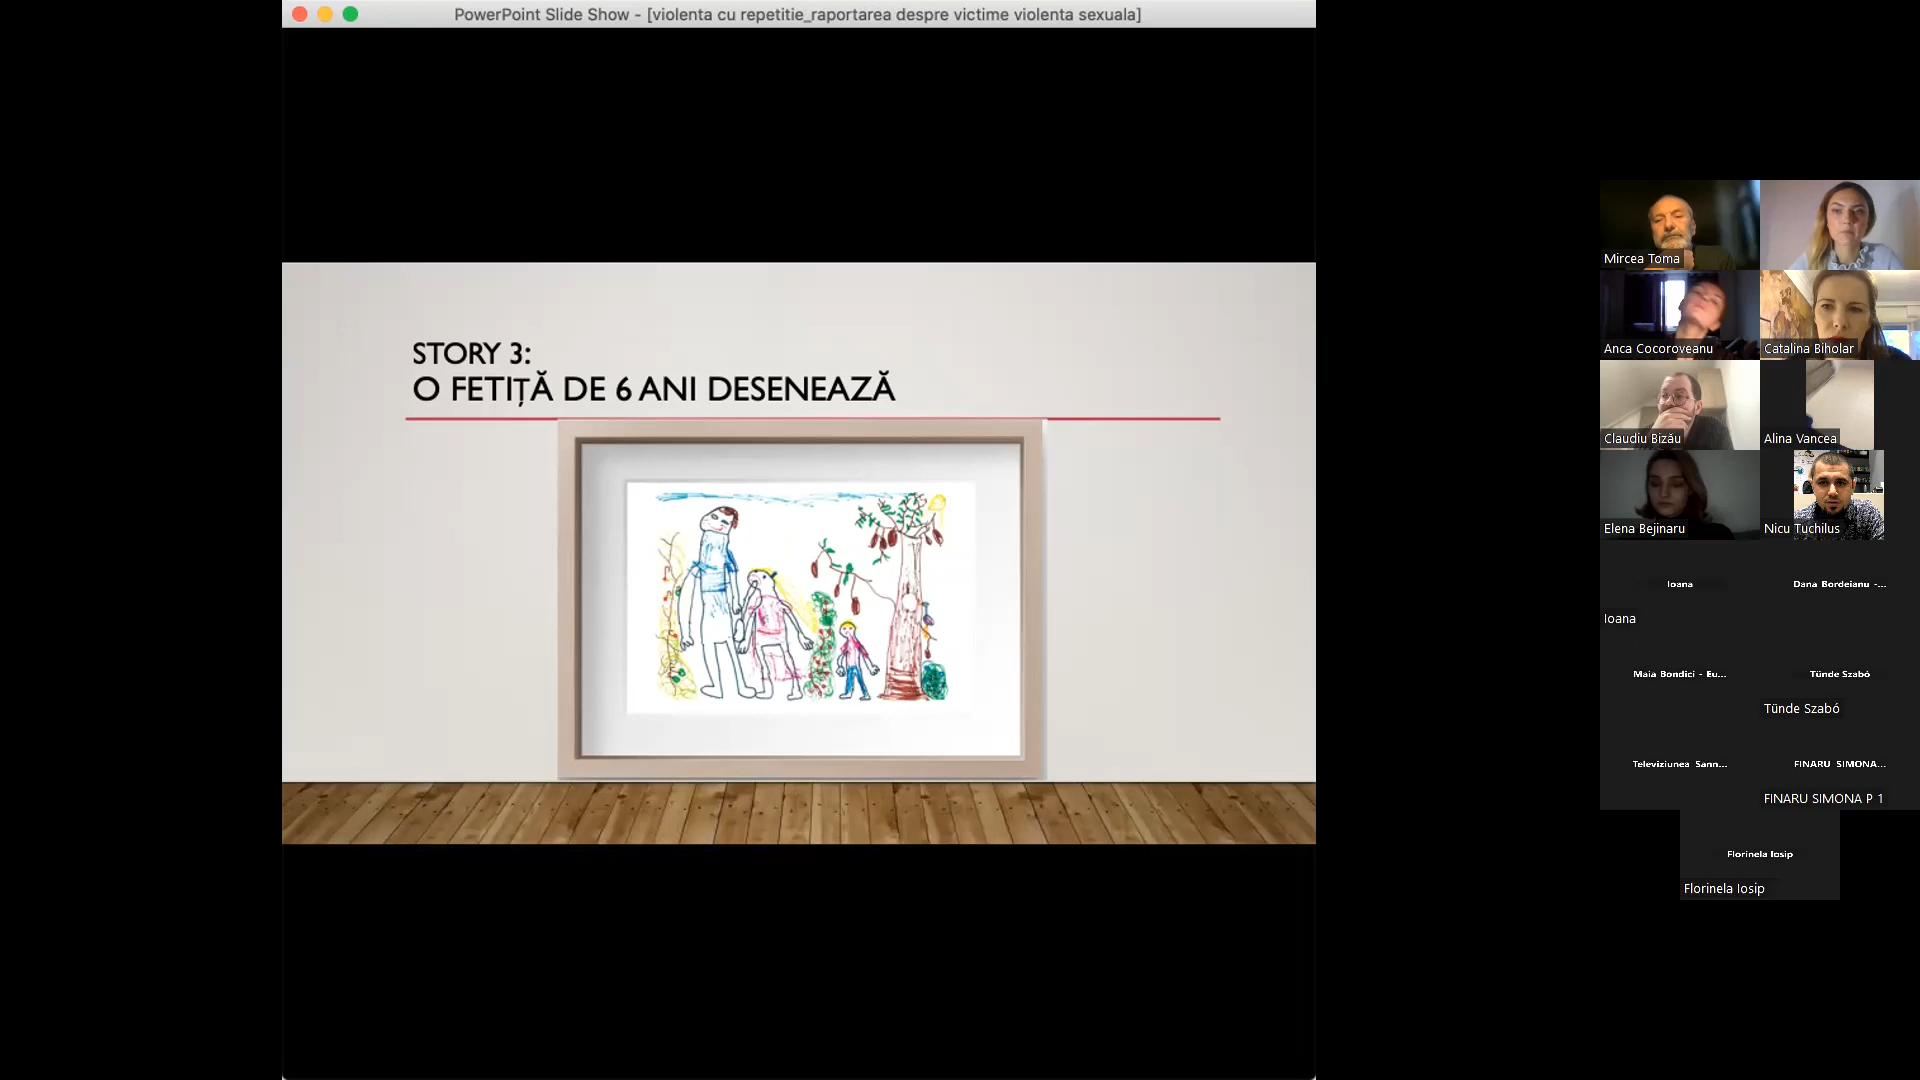 PowerPoint Slide Show - [violenta cu repetitie_raportarea despre victime violenta sexuala]
STORY 3:
O FETIȚĂ DE 6 ANI DESENEAZĂ
Mircea Toma
Anca Cocoroveanu
Catalina Biholar
Claudiu Bizău
Alina Vancea
Elena Bejinaru
Nicu Tuchilus
Ioana
Dana Bordeianu -...
Ioana
Maia Bondici - Eu...
Tünde Szabó
Tünde Szabó
Televiziunea Sann...
FINARU SIMONA...
FINARU SIMONA P 1
Florinela Iosip
Florinela Iosip